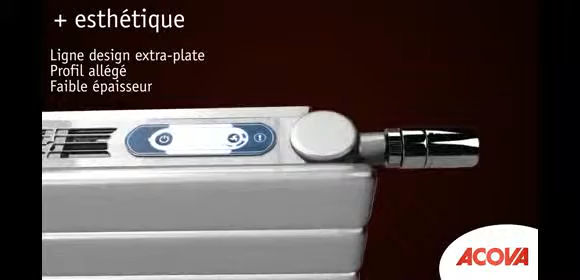 + esthétique
Ligne design extra-plate
Profil allégé
Faible épaisseur
ACOVA